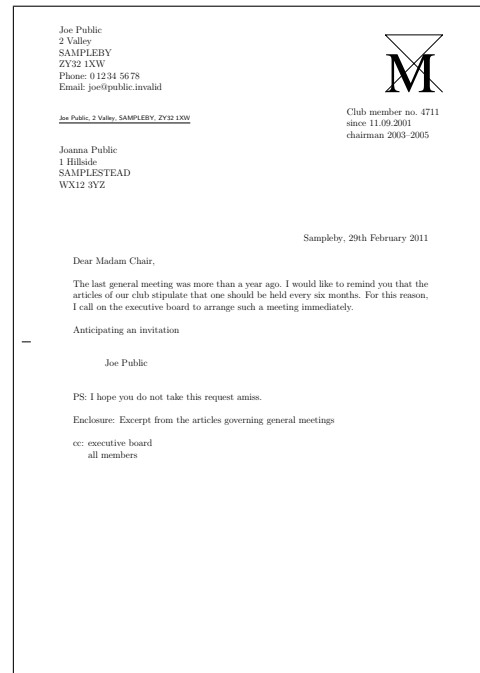 Joe Public
2 Valley
SAMPLEBY
ZY32 1XW
Phone: 0 12 34 56 78
Email: joe@public.invalid
M
Club member no. 4711
since 11.09.2001
chairman 2003–2005
Joe Public, 2 Valley, SAMPLEBY, ZY32 1XW
Joanna Public
1 Hillside
SAMPLESTEAD
WX12 3YZ
Sampleby, 29th February 2011
Dear Madam Chair,
The last general meeting was more than a year ago. I would like to remind you that the
articles of our club stipulate that one should be held every six months. For this reason,
I call on the executive board to arrange such a meeting immediately.
Anticipating an invitation
Joe Public
PS: I hope you do not take this request amiss.
Enclosure: Excerpt from the articles governing general meetings
cc: executive board
all members